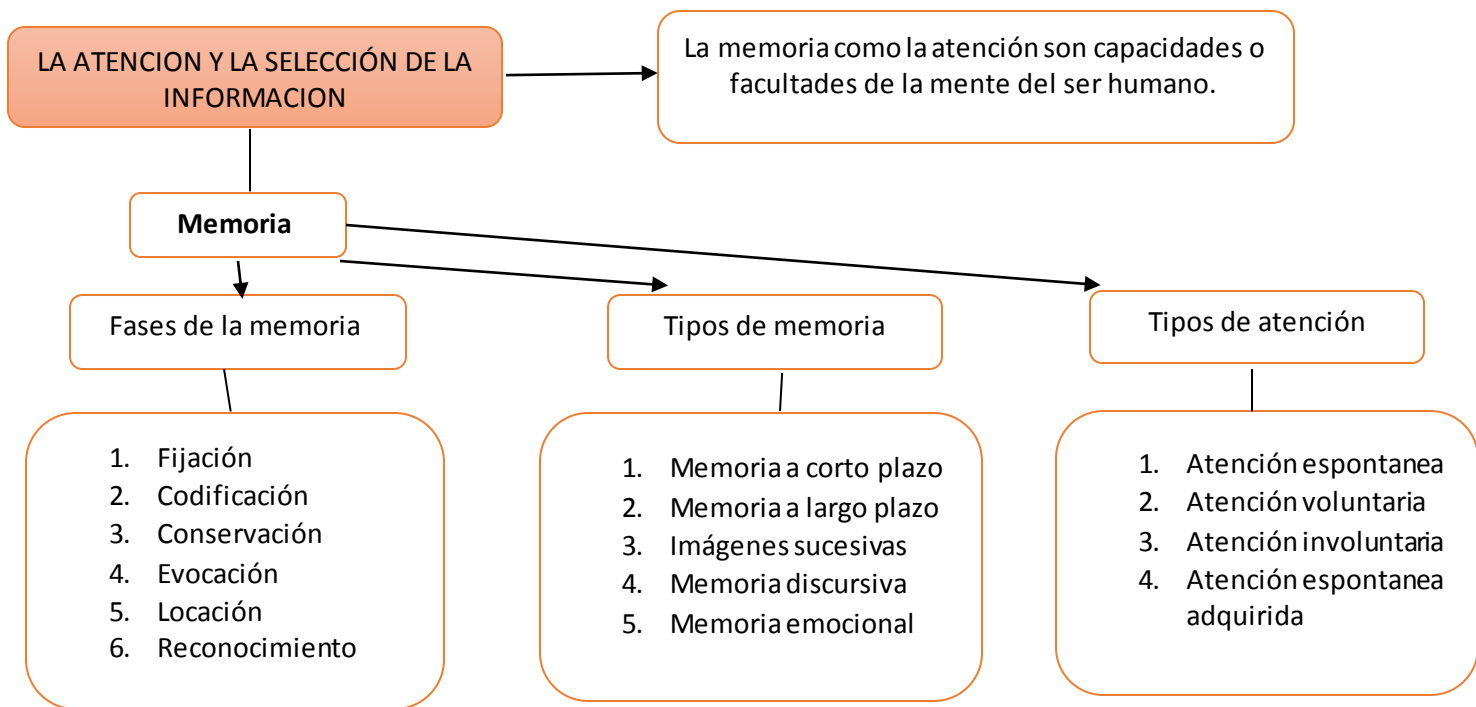 LA ATENCION Y LA SELECCIÓN DE LA
INFORMACION
La memoria como la atención son capacidades o
facultades de la mente del ser humano.
Memoria
Fases de la memoria
Tipos de memoria
Tipos de atención
1. Fijación
2. Codificación
3. Conservación
4. Evocación
5. Locación
6. Reconocimiento
1. Memoria a corto plazo
2. Memoria a largo plazo
3. Imágenes sucesivas
4. Memoria discursiva
5. Memoria emocional
1. Atención espontanea
2. Atención voluntaria
3. Atención involuntaria
4. Atención espontanea
adquirida